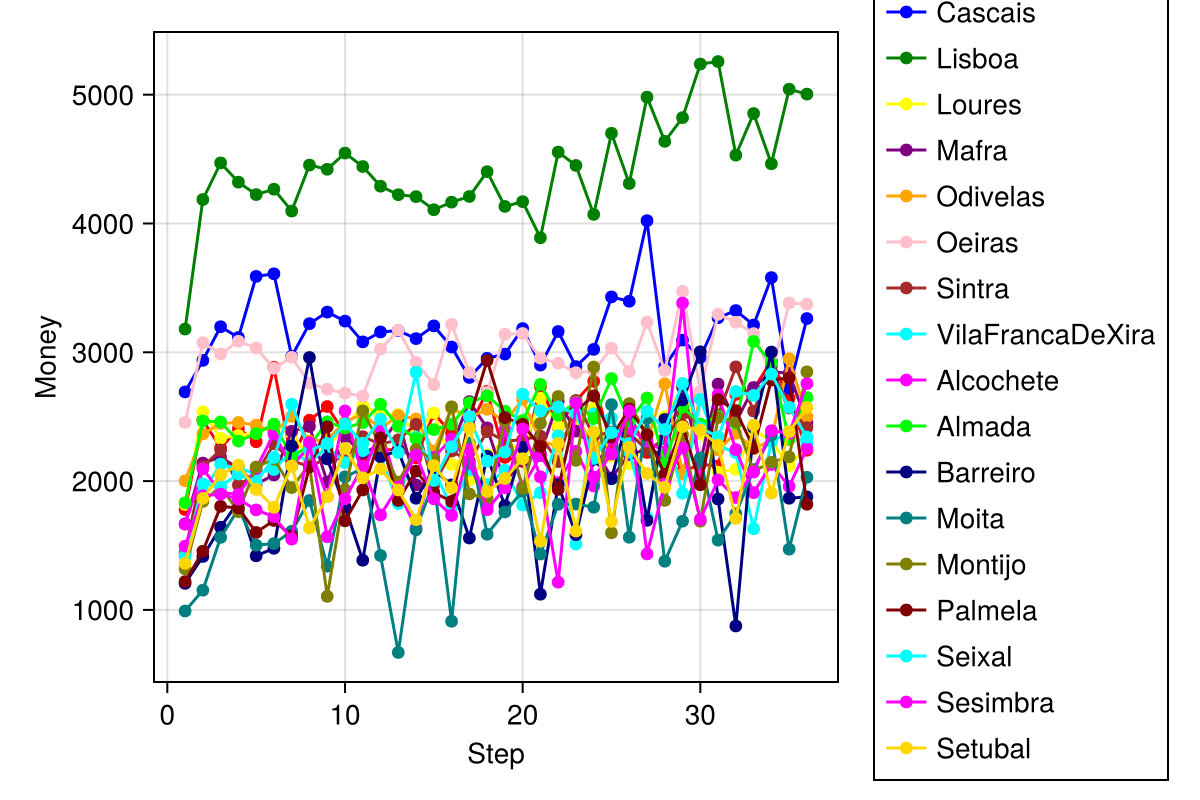 Cascais
Lisboa
Loures
Mafra
Odivelas
Oeiras
Sintra
VilaFrancaDeXira
Alcochete
Almada
Barreiro
Moita
Montijo
Palmela
Seixal
Sesimbra
Setubal
Money
5000
4000
3000
2000
1000
0 10 20 30
Step